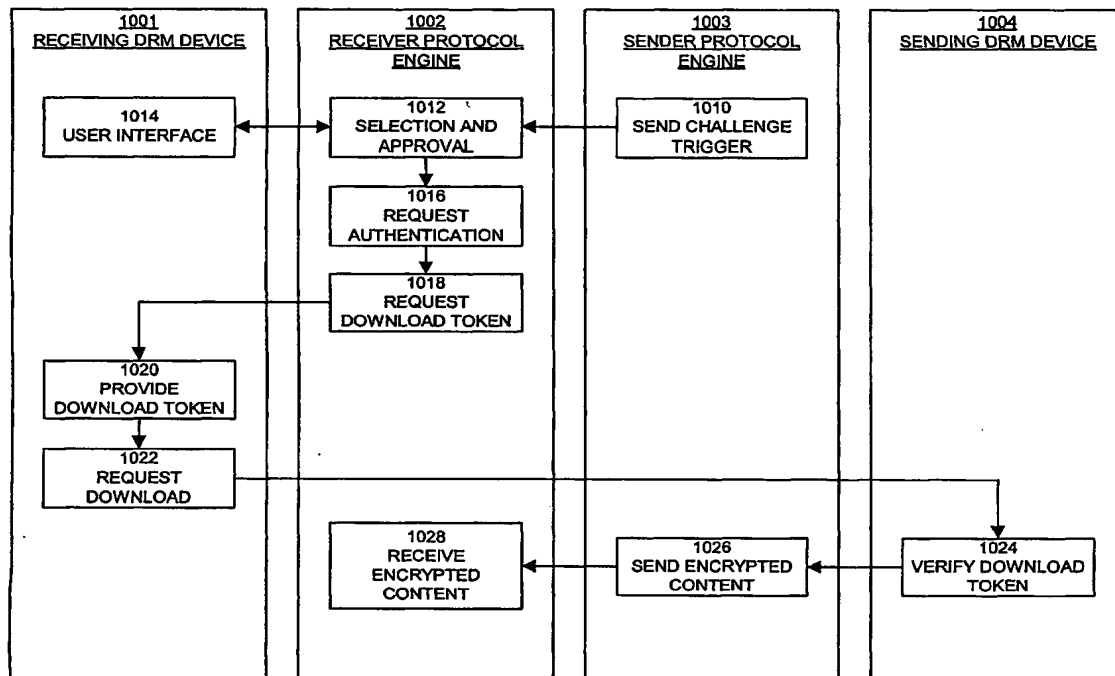 1001
RECEIVING DRM DEVICE
1002
RECEIVER PROTOCOL
ENGINE
1003
SENDER PROTOCOL
ENGINE
1004
SENDING DRM DEVICE
1014
USER INTERFACE
1012
SELECTION AND
APPROVAL
1010
SEND CHALLENGE
TRIGGER
1016
REQUEST
AUTHENTICATION
1018
REQUEST
DOWNLOAD TOKEN
1020
PROVIDE
DOWNLOAD TOKEN
1022
REQUEST
DOWNLOAD
1028
RECEIVE
ENCRYPTED
CONTENT
1026
SEND ENCRYPTED
CONTENT
1024
VERIFY DOWNLOAD
TOKEN